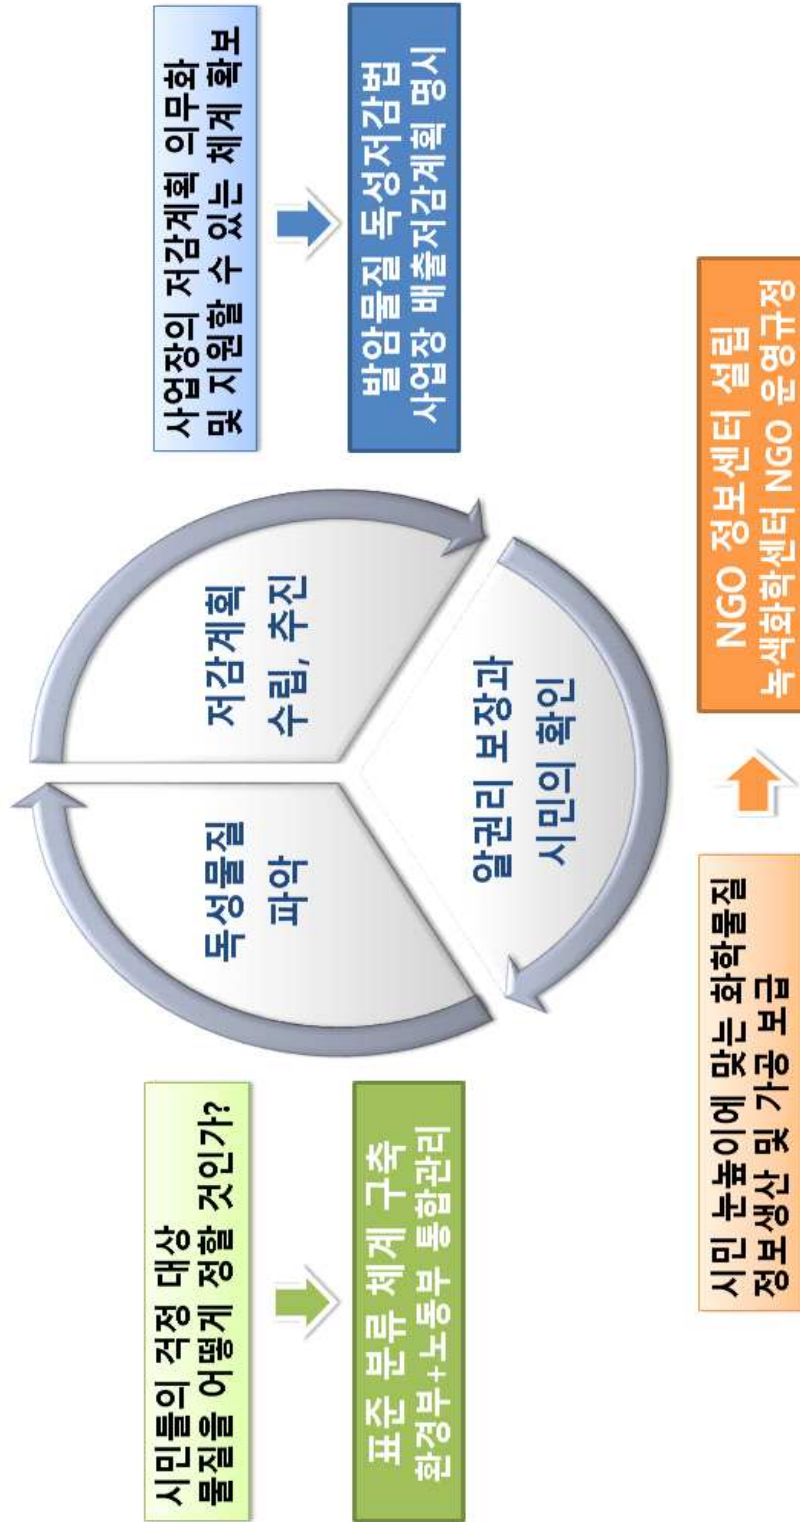 시민들의 걱정 대상
물질을 어떻게 정할 것인가?
표준 분류 체계 구축
환경부+노동부 통합관리
독성물질
파악
저감계획
수립, 추진
알권리 보장과
시민의 확인
사업장의 저감계획 의무화
및 지원할 수 있는 체계 확보
발암물질 독성저감법
사업장 배출저감계획 명시
시민 눈높이에 맞는 화학물질
정보생산 및 가공 보급
NGO 정보센터 설립
녹색화학센터 NGO 운영규정